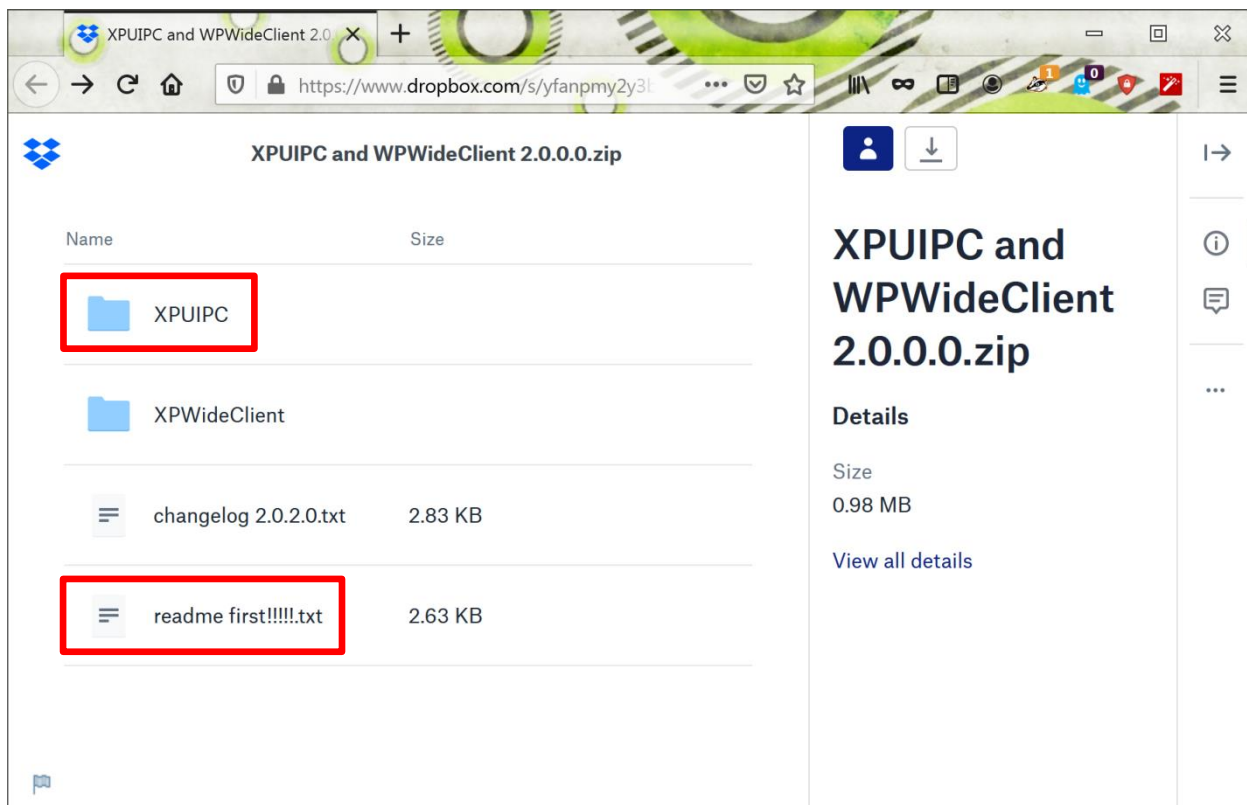 XPUIPC and WPWideClient 2.0
https://www.dropbox.com/s/yfanpmy2y3
1
0
XPUIPC and WPWideClient 2.0.0.0.zip
Name Size
XPUIPC
XPWideClient
changelog 2.0.2.0.txt 2.83 KB
readme first!!!!!.txt 2.63 KB
XPUIPC and
WPWideClient
2.0.0.0.zip
Details
Size
0.98 MB
View all details